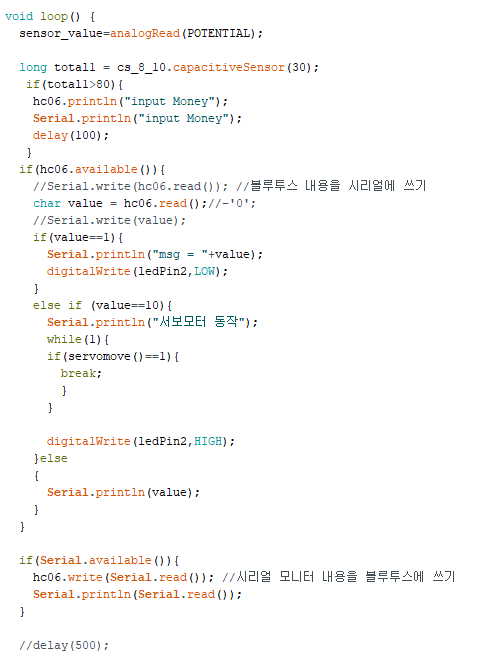 void loop() {
  sensor_value=analogRead(POTENTIAL);

  long total1 = cs_8_10.capacitiveSensor(30);
   if(total1>80){
    hc06.println("input Money");
    Serial.println("input Money");
    delay(100);
   }
  if(hc06.available()){
    //Serial.write(hc06.read()); //블루투스 내용을 시리얼에 쓰기
    char value = hc06.read();//-'0';
    //Serial.write(value);
    if(value==1){
      Serial.println("msg = "+value);
      digitalWrite(ledPin2,LOW);
    }
    else if (value==10){
      Serial.println("서보모터 동작");
      while(1){
      if(servomove()==1){
        break;
        }
      }

      digitalWrite(ledPin2,HIGH);
    }else
    {
      Serial.println(value);
    }
  }

  if(Serial.available()){
    hc06.write(Serial.read()); //시리얼 모니터 내용을 블루투스에 쓰기
    Serial.println(Serial.read());
  }

  //delay(500);